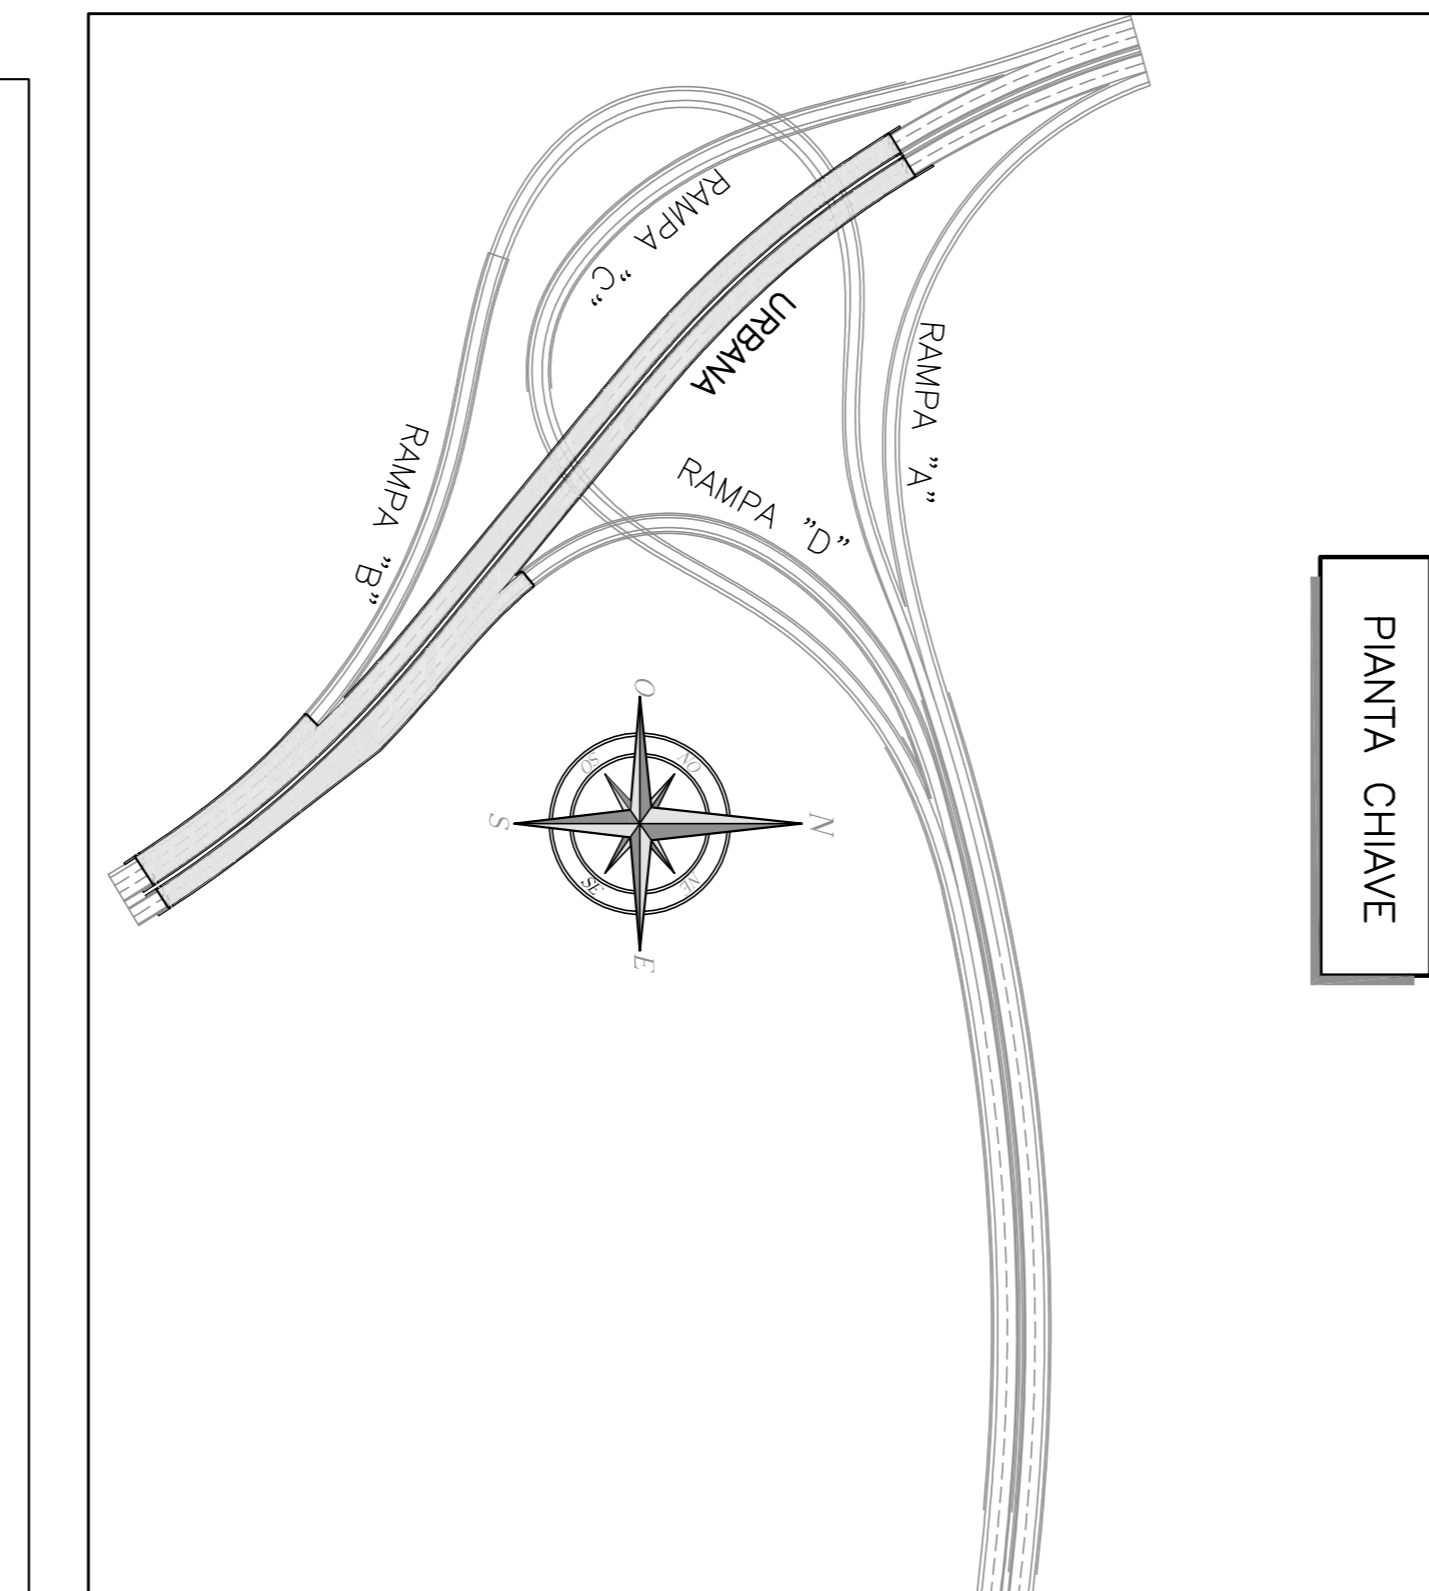 PIANTA CHIAVE
RAMPA "A"
RAMPA "C"
URBANA
RAMPA "D"
RAMPA "B"
N
NO
NE
O
E
SO
SE
S